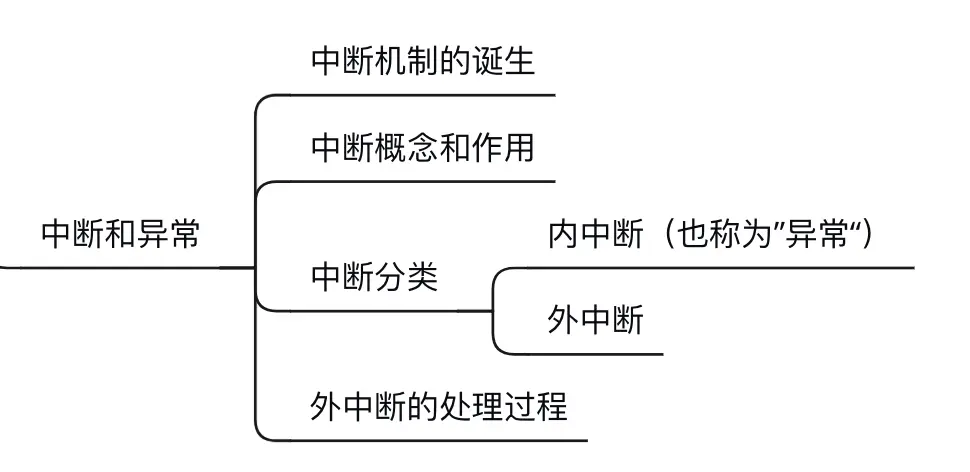 中断机制的诞生
中断概念和作用
中断和异常
内中断（也称为”异常“）
中断分类
外中断
外中断的处理过程